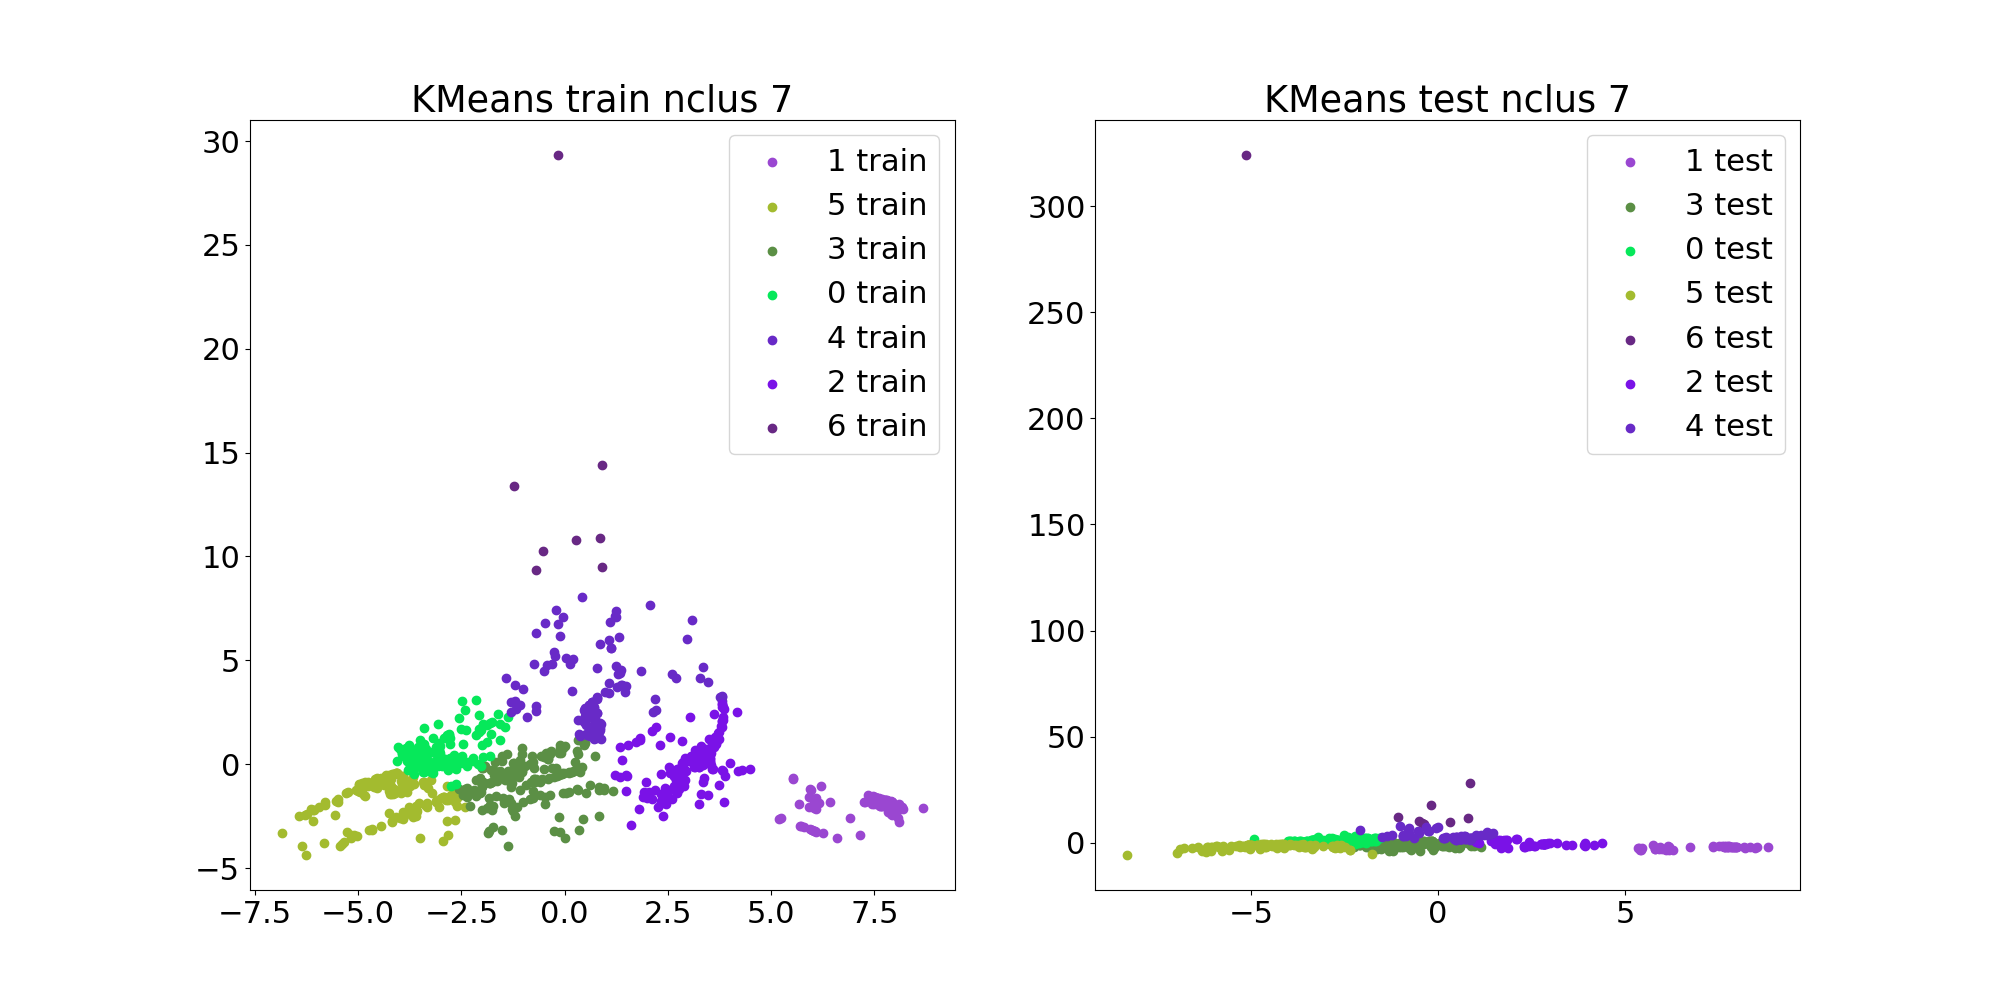 KMeans train nclus 7
30
25
20
15
10
5
0
−5
−7.5 −5.0 −2.5 0.0 2.5 5.0 7.5
1 train
5 train
3 train
0 train
4 train
2 train
6 train
KMeans test nclus 7
300
250
200
150
100
50
0
−5 0 5
1 test
3 test
0 test
5 test
6 test
2 test
4 test